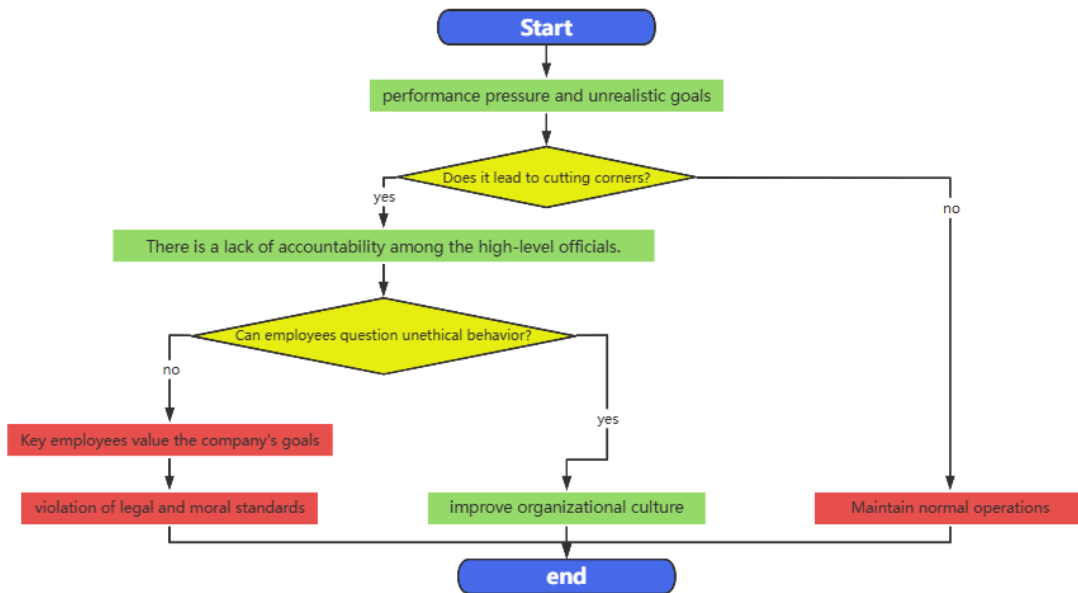 Start
performance pressure and unrealistic goals
Does it lead to cutting corners?
yes
no
There is a lack of accountability among the high-level officials.
Can employees question unethical behavior?
no
yes
Key employees value the company's goals
violation of legal and moral standards
improve organizational culture
Maintain normal operations
end